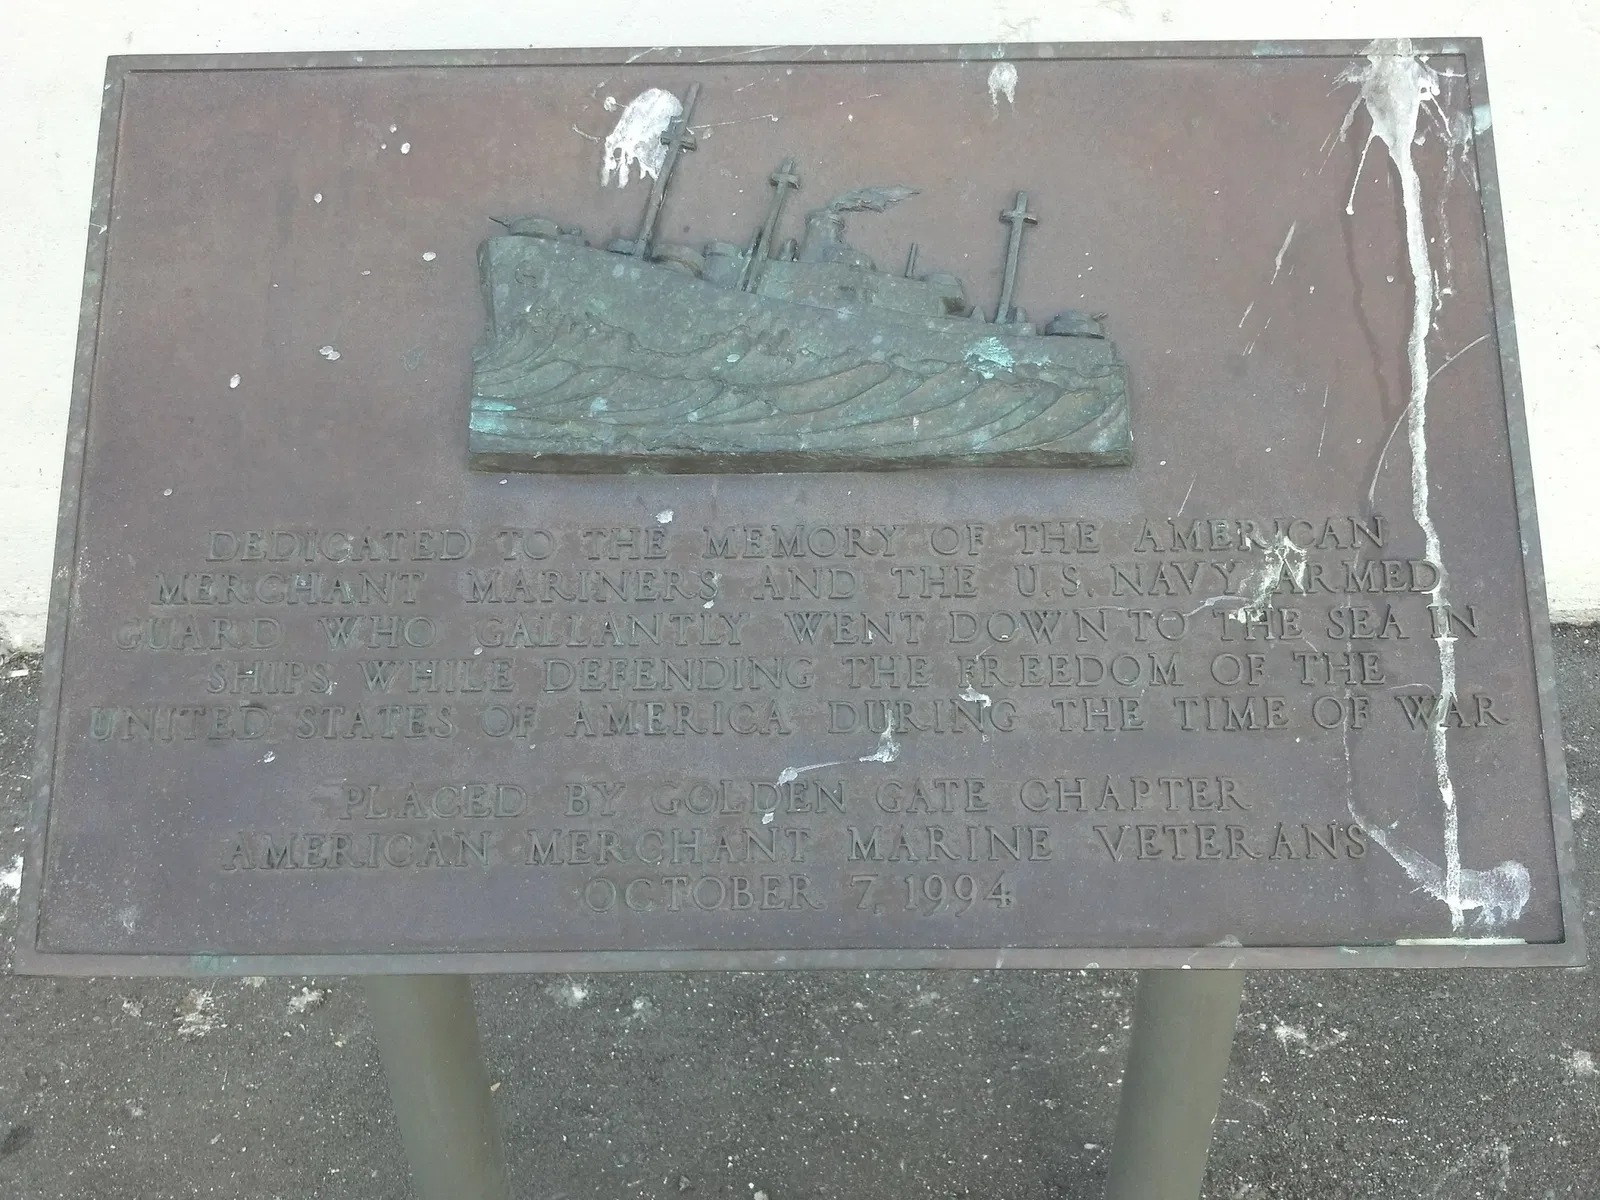 DEDICATED TO THE MEMORY OF THE AMERICAN
MERCHANT MARINERS AND THE U.S. NAVY ARMED
GUARD WHO GALLANTLY WENT DOWN TO THE SEA IN
SHIPS WHILE DEFENDING THE FREEDOM OF THE
UNITED STATES OF AMERICA DURING THE TIME OF WAR
PLACED BY GOLDEN GATE CHAPTER
AMERICAN MERCHANT MARINE VETERANS
OCTOBER 7, 1994